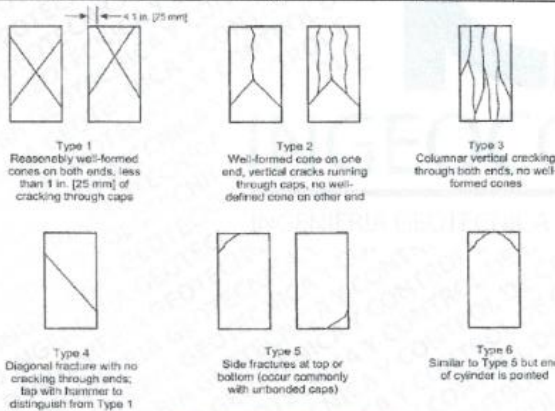 < 1 in. [25 mm]
Type 1
Reasonably well-formed
cones on both ends, less
than 1 in. [25 mm] of
cracking through caps
Type 2
Well-formed cone on one
end, vertical cracks running
through caps, no well-
defined cone on other end
Type 3
Columnar vertical cracking
through both ends, no well-
formed cones
Type 4
Diagonal fracture with no
cracking through ends;
tap with hammer to
distinguish from Type 1
Type 5
Side fractures at top or
bottom (occur commonly
with unbonded caps)
Type 6
Similar to Type 5 but end
of cylinder is pointed